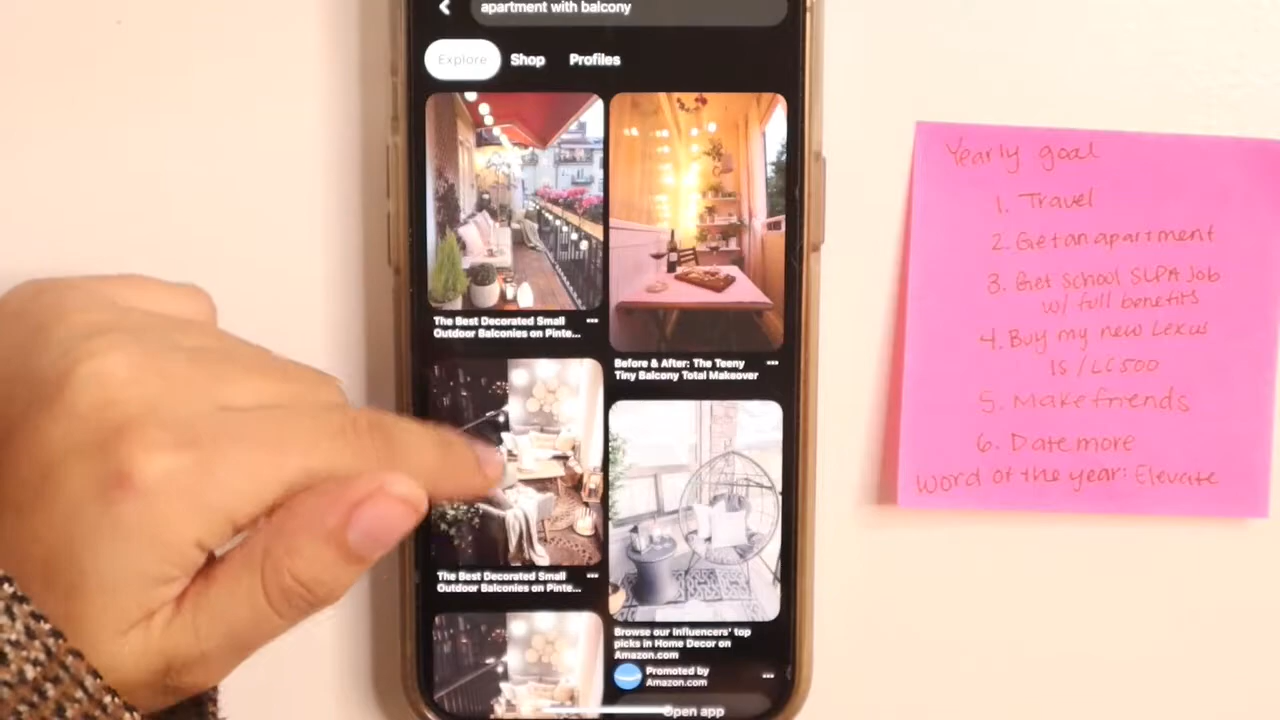 apartment with balcony
Explore
Shop
Profiles
The Best Decorated Small
Outdoor Balconies on Pinte...
Before & After: The Teeny
Tiny Balcony Total Makeover
The Best Decorated Small
Outdoor Balconies on Pinte...
Browse our influencers' top
picks in Home Decor on
Amazon.com
Promoted by
Amazon.com
Open app
Yearly goal
1. Travel
2. Get an apartment
3. Get School SLPA Job
w/ full benefits
4. Buy my new Lexus
IS / LC500
5. Make friends
6. Date more
Word of the year: Elevate